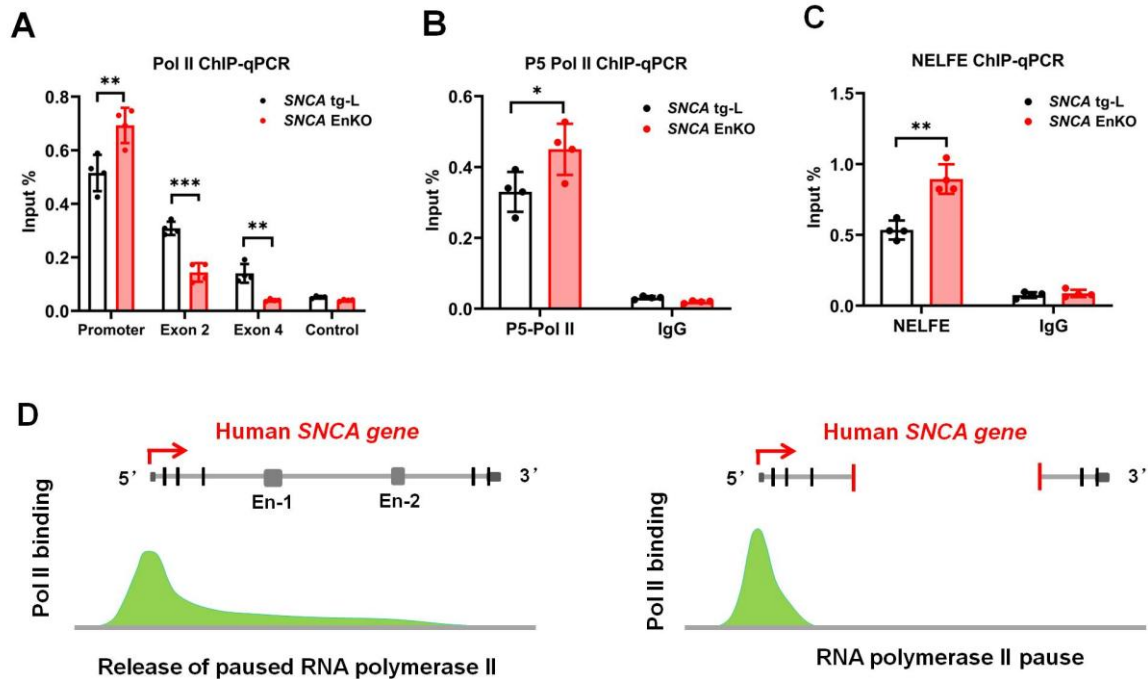 A
Pol II ChIP-qPCR
Input %
0.8
0.6
0.4
0.2
0.0
**
***
**
SNCA tg-L
SNCA EnKO
Promoter Exon 2 Exon 4 Control
B
P5 Pol II ChIP-qPCR
Input %
0.6
0.4
0.2
0.0
*
SNCA tg-L
SNCA EnKO
P5-Pol II IgG
C
NELFE ChIP-qPCR
Input %
1.5
1.0
0.5
0.0
**
SNCA tg-L
SNCA EnKO
NELFE IgG
D
Human SNCA gene
5’ 3’
En-1 En-2
Pol II binding
Release of paused RNA polymerase II
Human SNCA gene
5’ 3’
Pol II binding
RNA polymerase II pause